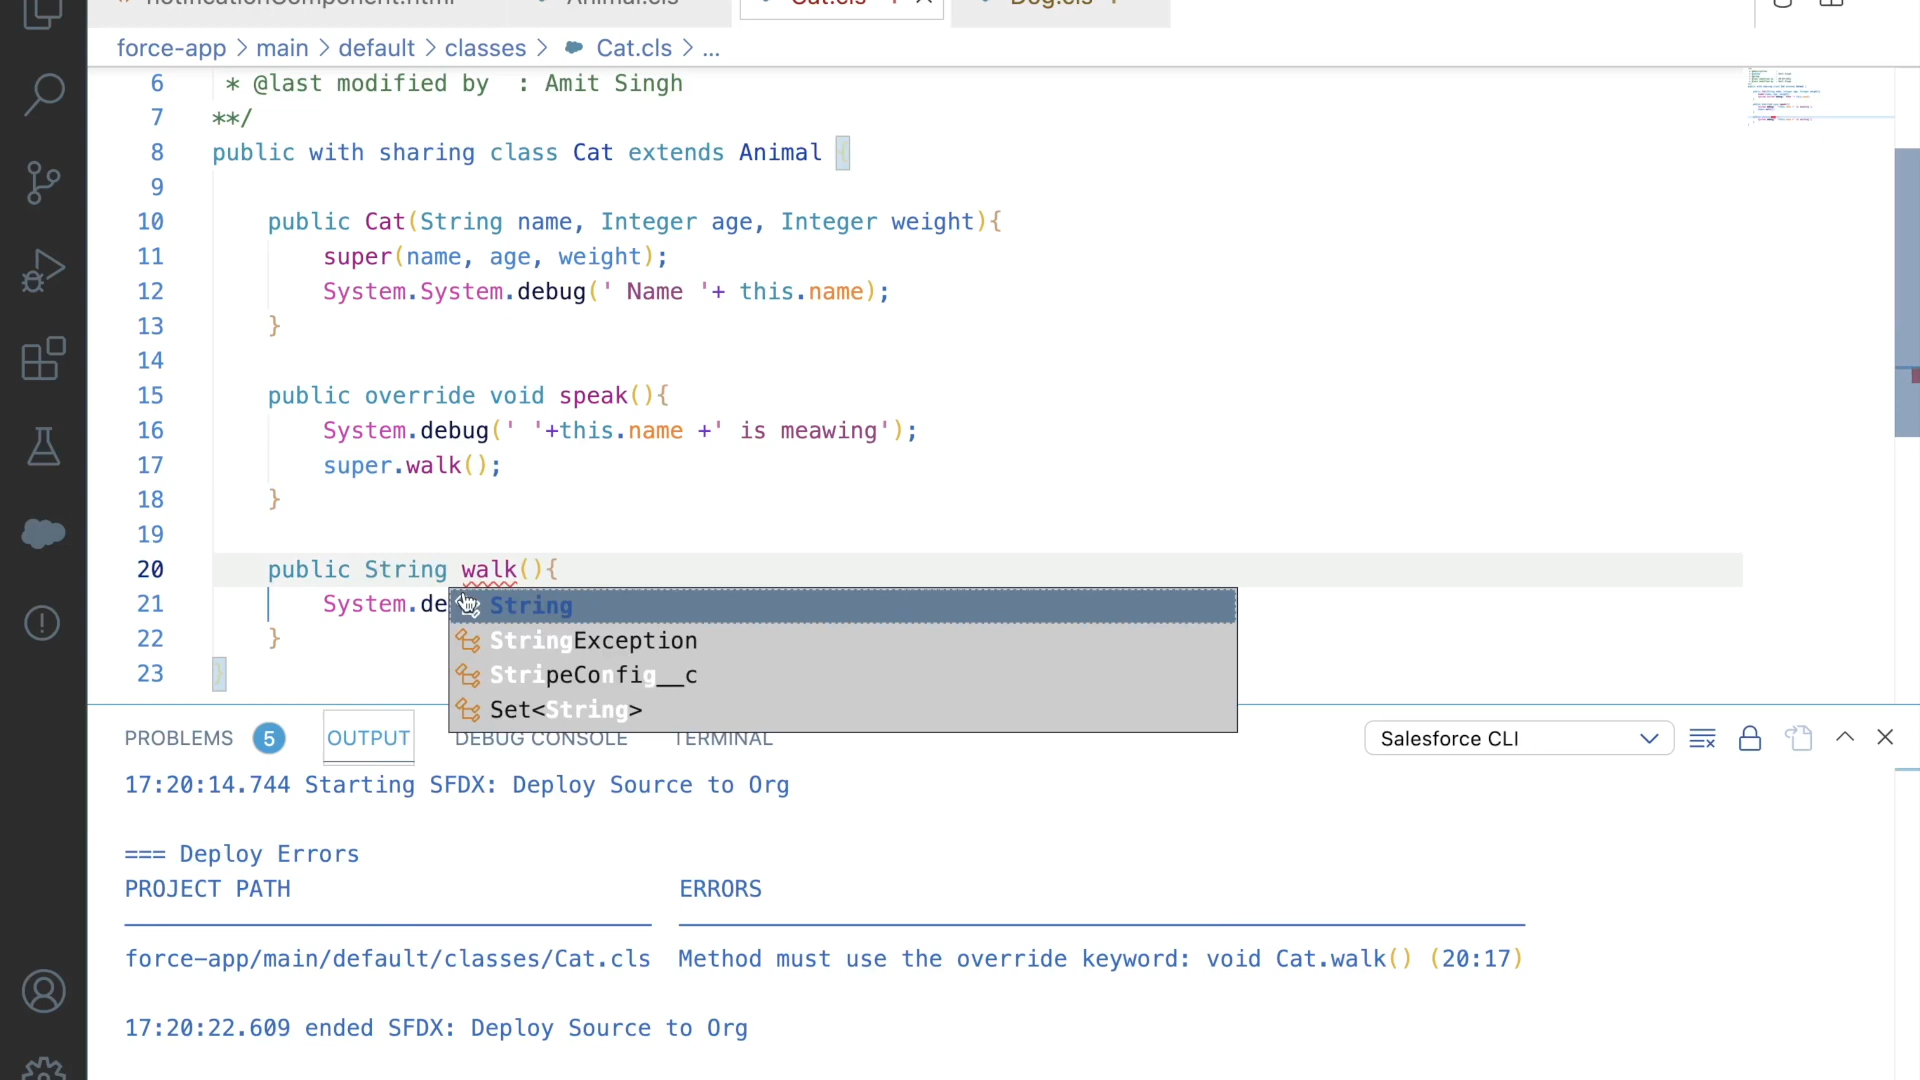 notificationComponent.html Animal.cls Cat.cls Dog.cls
force-app > main > default > classes > Cat.cls > ...
6 * @last modified by : Amit Singh
7 **/
8 public with sharing class Cat extends Animal {
9
10 public Cat(String name, Integer age, Integer weight){
11 super(name, age, weight);
12 System.System.debug(' Name '+ this.name);
13 }
14
15 public override void speak(){
16 System.debug(' '+this.name +' is meawing');
17 super.walk();
18 }
19
20 public String walk(){
21 System.de
String
22 }
StringException
23 }
StripeConfig__c
Set<String>
PROBLEMS 5 OUTPUT DEBUG CONSOLE TERMINAL Salesforce CLI
17:20:14.744 Starting SFDX: Deploy Source to Org
=== Deploy Errors
PROJECT PATH ERRORS
force-app/main/default/classes/Cat.cls Method must use the override keyword: void Cat.walk() (20:17)
17:20:22.609 ended SFDX: Deploy Source to Org